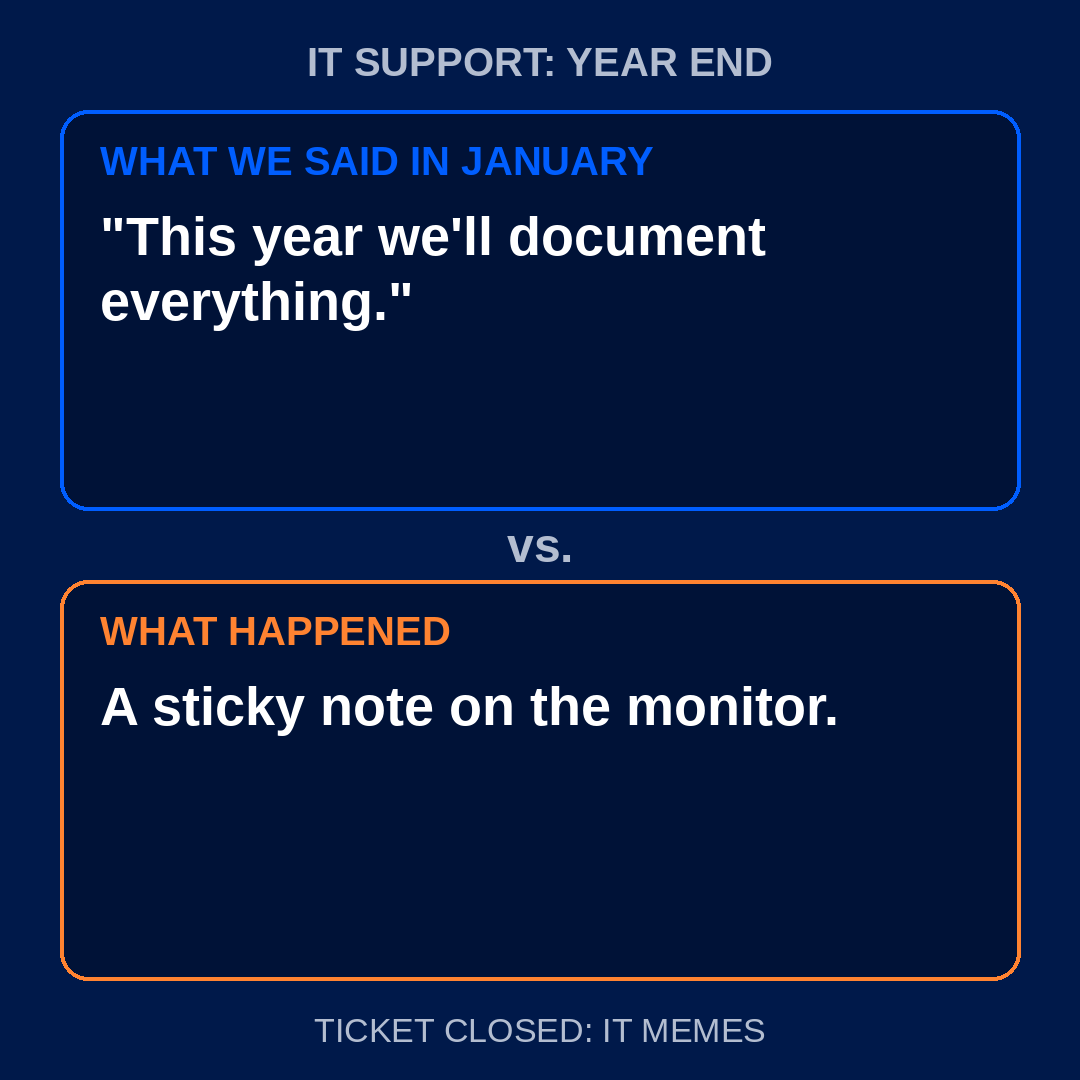 IT SUPPORT: YEAR END
WHAT WE SAID IN JANUARY
"This year we'll document
everything."
vs.
WHAT HAPPENED
A sticky note on the monitor.
TICKET CLOSED: IT MEMES